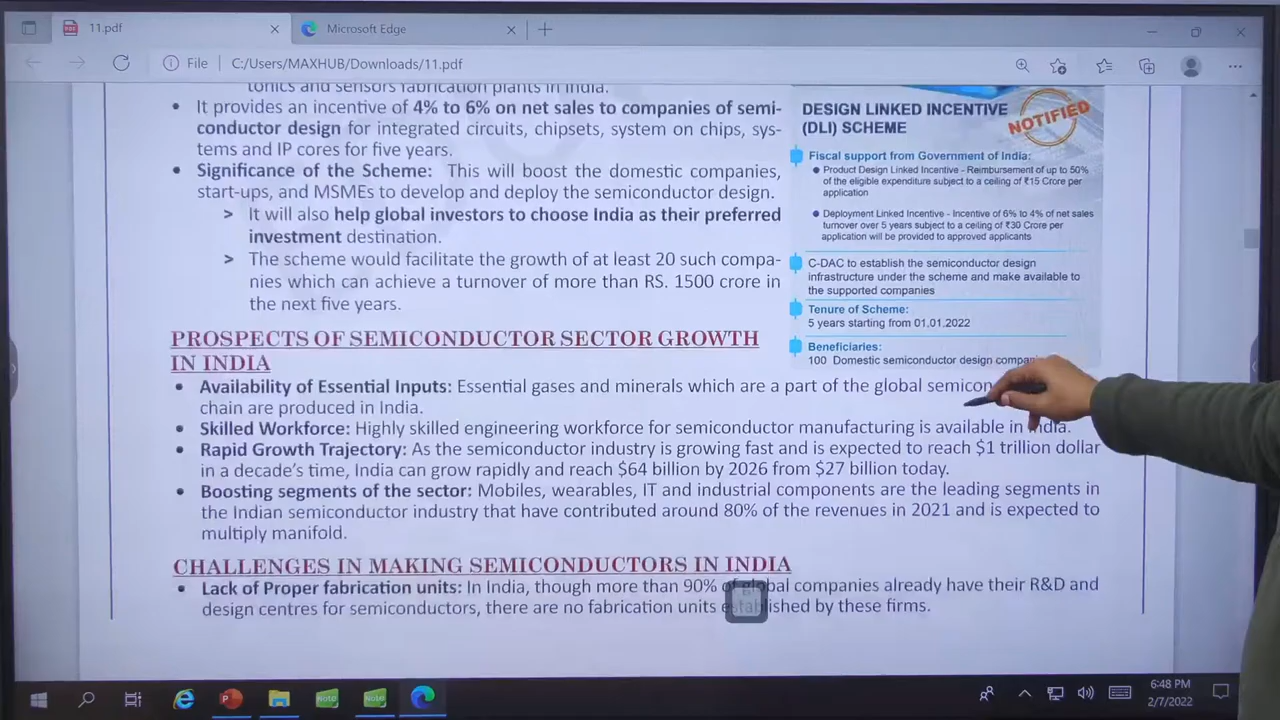 11.pdf
Microsoft Edge
File
C:/Users/MAXHUB/Downloads/11.pdf
tonics and sensors fabrication plants in India.
• It provides an incentive of 4% to 6% on net sales to companies of semi-
conductor design for integrated circuits, chipsets, system on chips, sys-
tems and IP cores for five years.
• Significance of the Scheme: This will boost the domestic companies,
start-ups, and MSMEs to develop and deploy the semiconductor design.
> It will also help global investors to choose India as their preferred
investment destination.
> The scheme would facilitate the growth of at least 20 such compa-
nies which can achieve a turnover of more than RS. 1500 crore in
the next five years.
DESIGN LINKED INCENTIVE
(DLI) SCHEME
NOTIFIED
Fiscal support from Government of India:
• Product Design Linked Incentive - Reimbursement of up to 50%
of the eligible expenditure subject to a ceiling of ₹15 Crore per
application
• Deployment Linked Incentive - Incentive of 6% to 4% of net sales
turnover over 5 years subject to a ceiling of ₹30 Crore per
application will be provided to approved applicants
C-DAC to establish the semiconductor design
infrastructure under the scheme and make available to
the supported companies
Tenure of Scheme:
5 years starting from 01.01.2022
Beneficiaries:
100 Domestic semiconductor design
PROSPECTS OF SEMICONDUCTOR SECTOR GROWTH
IN INDIA
• Availability of Essential Inputs: Essential gases and minerals which are a part of the global semicon
chain are produced in India.
• Skilled Workforce: Highly skilled engineering workforce for semiconductor manufacturing is available in India.
• Rapid Growth Trajectory: As the semiconductor industry is growing fast and is expected to reach $1 trillion dollar
in a decade's time, India can grow rapidly and reach $64 billion by 2026 from $27 billion today.
• Boosting segments of the sector: Mobiles, wearables, IT and industrial components are the leading segments in
the Indian semiconductor industry that have contributed around 80% of the revenues in 2021 and is expected to
multiply manifold.
CHALLENGES IN MAKING SEMICONDUCTORS IN INDIA
• Lack of Proper fabrication units: In India, though more than 90% of global companies already have their R&D and
design centres for semiconductors, there are no fabrication units established by these firms.
6:48 PM
2/7/2022